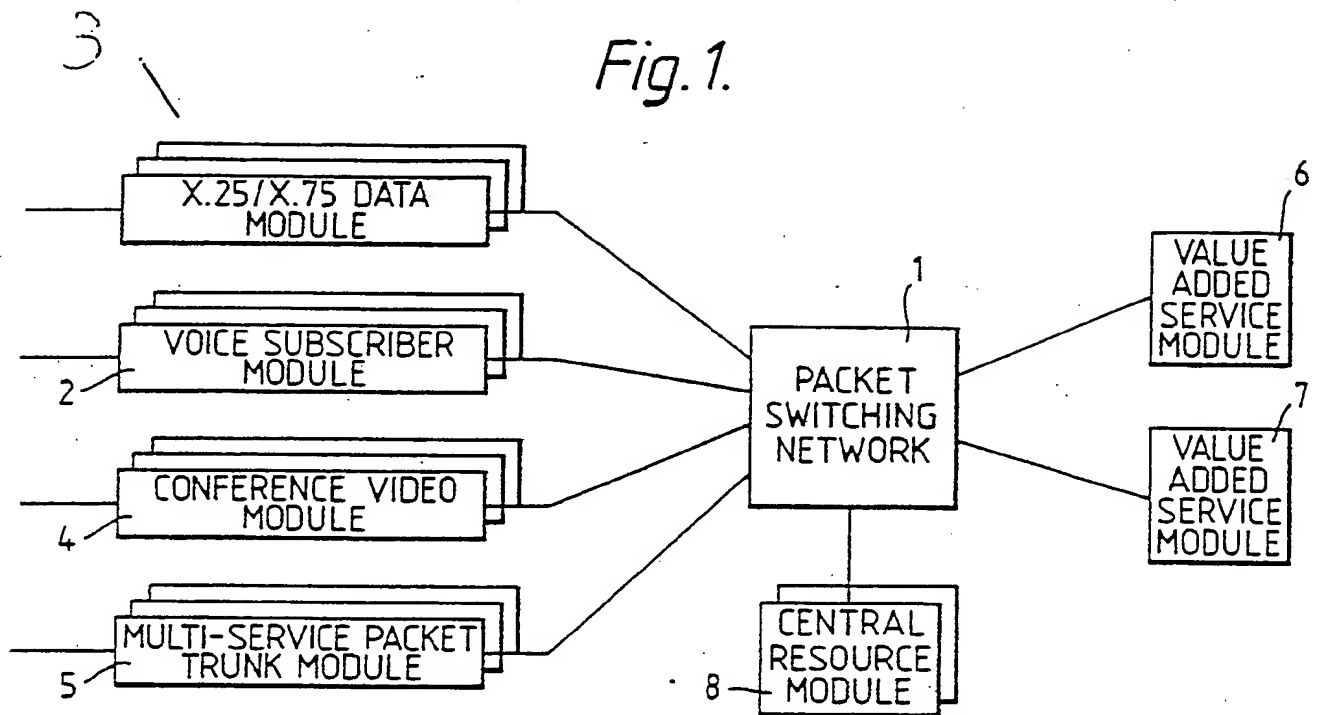 3
Fig.1.
X.25/X.75 DATA
MODULE
VOICE SUBSCRIBER
MODULE
2
CONFERENCE VIDEO
MODULE
4
MULTI-SERVICE PACKET
TRUNK MODULE
5
1
PACKET
SWITCHING
NETWORK
CENTRAL
RESOURCE
MODULE
8
6
VALUE
ADDED
SERVICE
MODULE
7
VALUE
ADDED
SERVICE
MODULE